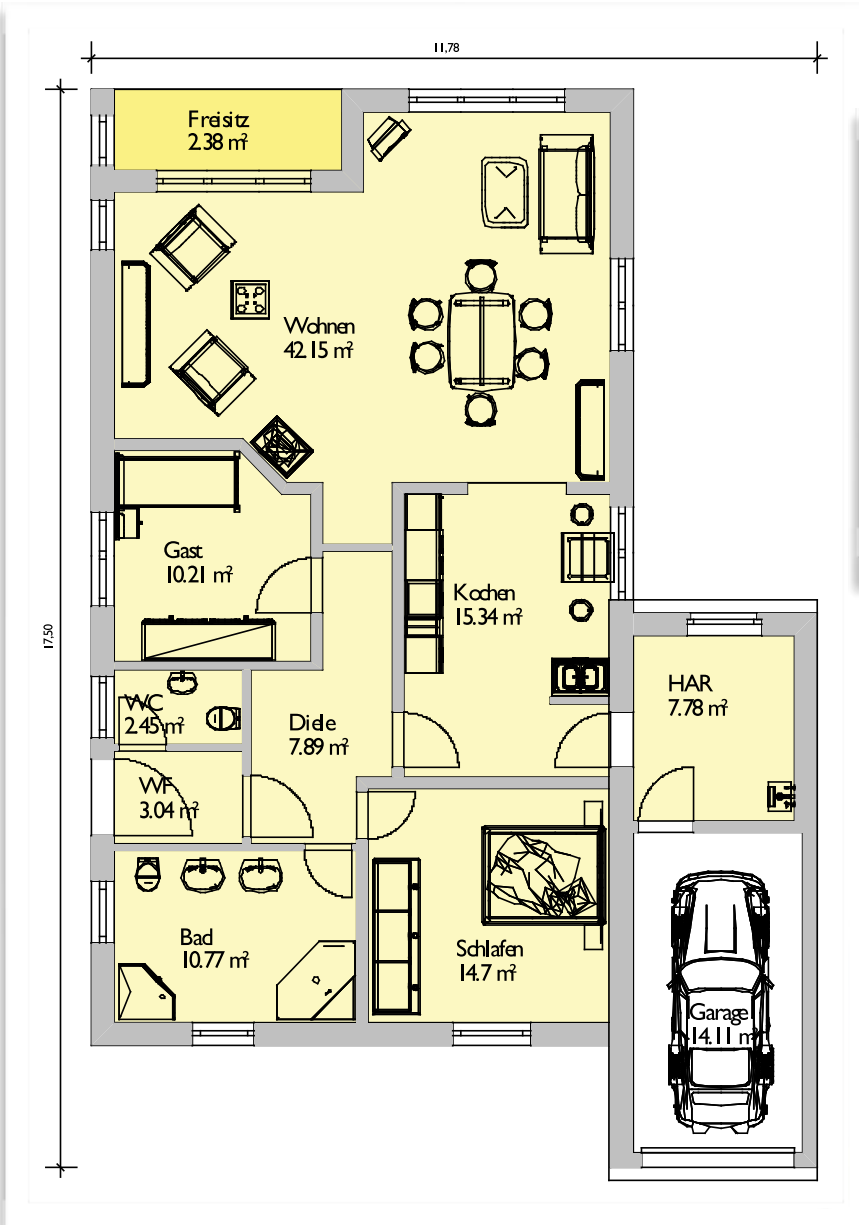 11,78
Freisitz
2.38 m²
Wohnen
42.15 m²
17.50
Gast
10.21 m²
Kochen
15.34 m²
HAR
7.78 m²
WC
2.45 m²
Diele
7.89 m²
WF
3.04 m²
Bad
10.77 m²
Schlafen
14.7 m²
Garage
14.11 m²